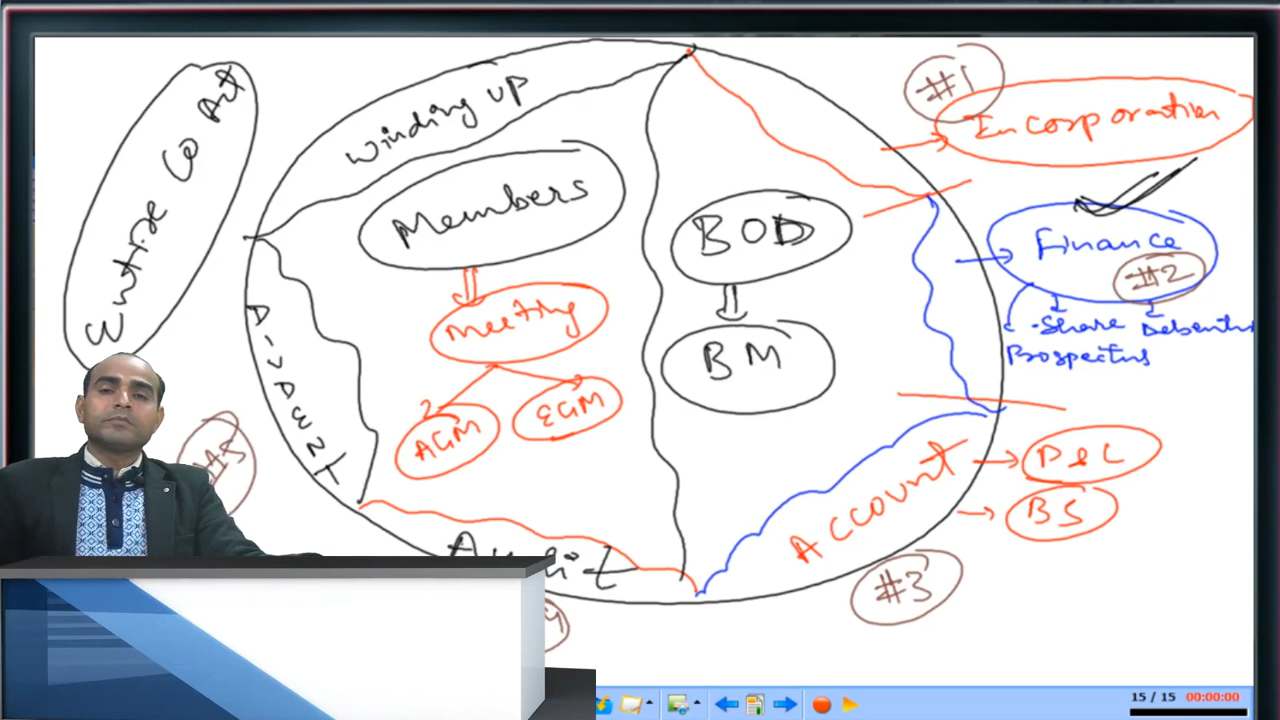 Entire Co Act
winding up
#1
Incorporation
Members
BOD
Finance
#2
Share
Prospectus
Meeting
BM
AGM
EGM
Account
P&L
BS
#3
15 / 15
00:00:00